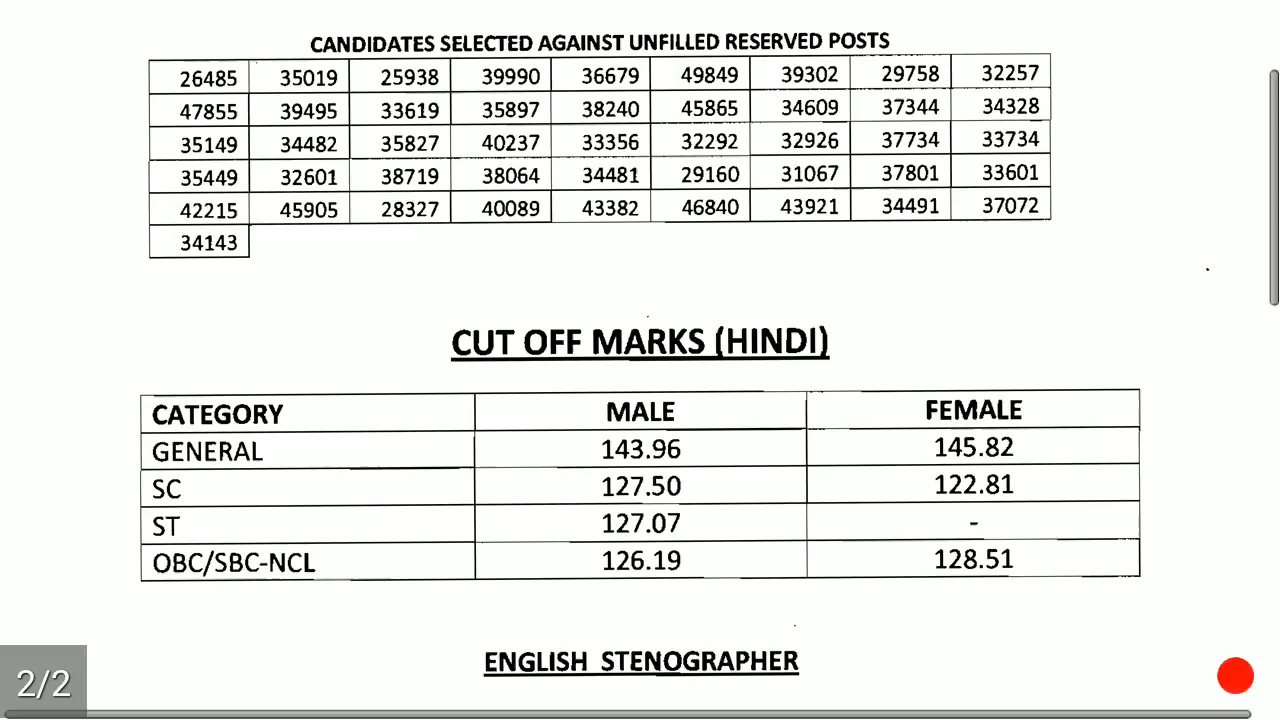 CANDIDATES SELECTED AGAINST UNFILLED RESERVED POSTS
26485 35019 25938 39990 36679 49849 39302 29758 32257
47855 39495 33619 35897 38240 45865 34609 37344 34328
35149 34482 35827 40237 33356 32292 32926 37734 33734
35449 32601 38719 38064 34481 29160 31067 37801 33601
42215 45905 28327 40089 43382 46840 43921 34491 37072
34143
CUT OFF MARKS (HINDI)
CATEGORY MALE FEMALE
GENERAL 143.96 145.82
SC 127.50 122.81
ST 127.07 -
OBC/SBC-NCL 126.19 128.51
ENGLISH STENOGRAPHER
2/2